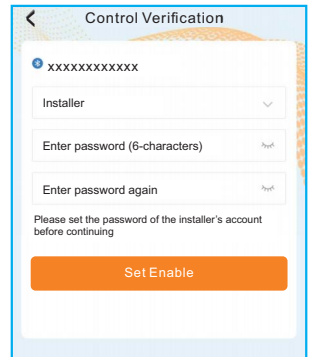 Control Verification
xxxxxxxxxxxx
Installer
Enter password (6-characters)
Enter password again
Please set the password of the installer's account
before continuing
Set Enable